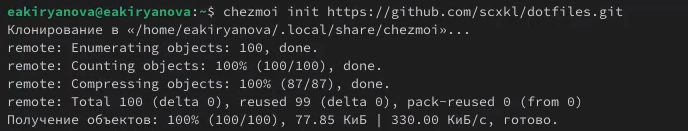 eakiryanova@eakiryanova:~$ chezmoi init https://github.com/scxkl/dotfiles.git
Клонирование в «/home/eakiryanova/.local/share/chezmoi»...
remote: Enumerating objects: 100, done.
remote: Counting objects: 100% (100/100), done.
remote: Compressing objects: 100% (87/87), done.
remote: Total 100 (delta 0), reused 99 (delta 0), pack-reused 0 (from 0)
Получение объектов: 100% (100/100), 77.85 КиБ | 330.00 КиБ/с, готово.